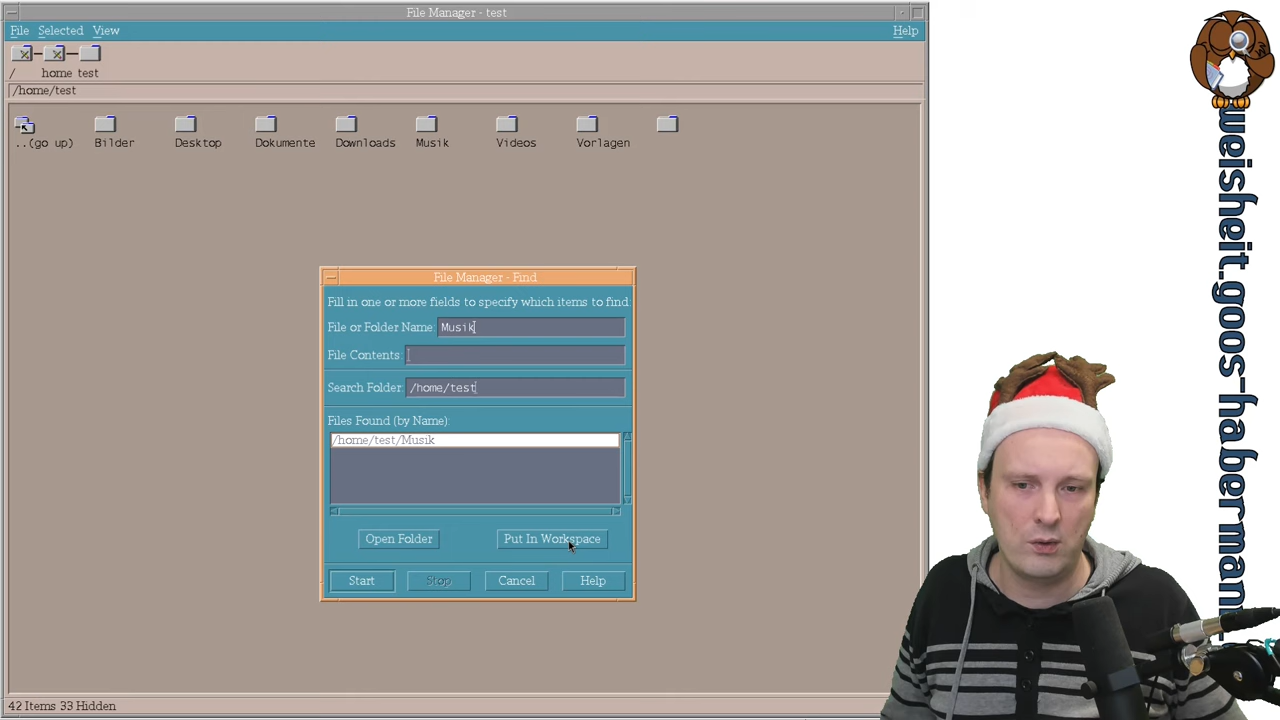 File Manager - test
File Selected View Help
/ home test
/home/test
..(go up) Bilder Desktop Dokumente Downloads Musik Videos Vorlagen
File Manager - Find
Fill in one or more fields to specify which items to find:
File or Folder Name: Musik
File Contents:
Search Folder: /home/test
Files Found (by Name):
/home/test/Musik
Open Folder Put In Workspace
Start Stop Cancel Help
42 Items 33 Hidden
weisheit.goos-habermann